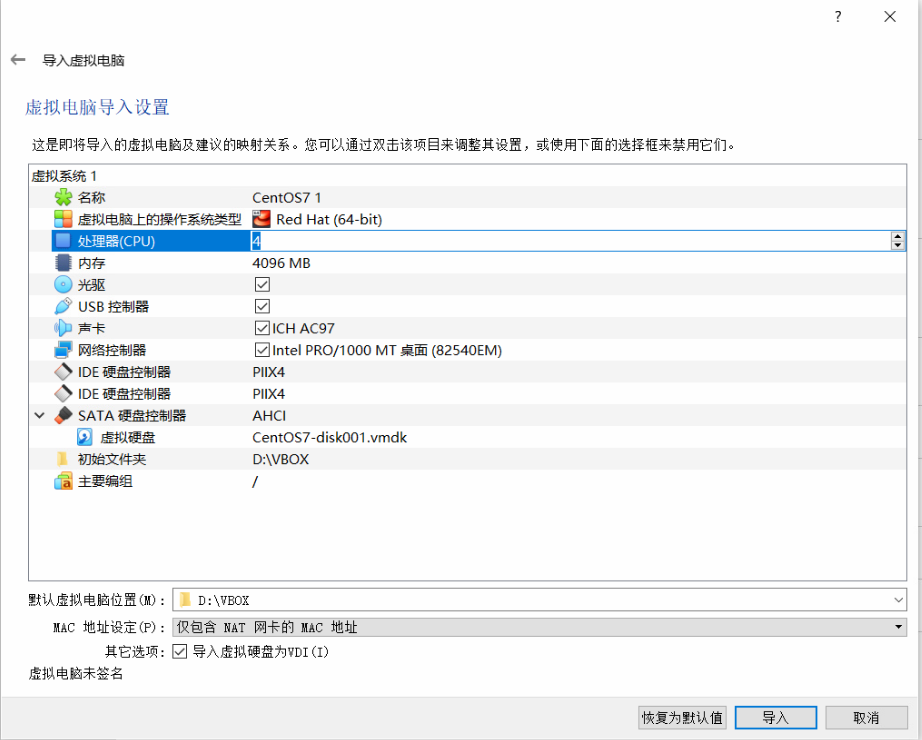 ?
导入虚拟电脑
虚拟电脑导入设置
这是即将导入的虚拟电脑及建议的映射关系。您可以通过双击该项目来调整其设置，或使用下面的选择框来禁用它们。
虚拟系统 1
名称 CentOS7 1
虚拟电脑上的操作系统类型 Red Hat (64-bit)
处理器(CPU) 4
内存 4096 MB
光驱
USB 控制器
声卡 ICH AC97
网络控制器 Intel PRO/1000 MT 桌面 (82540EM)
IDE 硬盘控制器 PIIX4
IDE 硬盘控制器 PIIX4
SATA 硬盘控制器 AHCI
虚拟硬盘 CentOS7-disk001.vmdk
初始文件夹 D:\VBOX
主要编组 /
默认虚拟电脑位置(M)： D:\VBOX
MAC 地址设定(P)： 仅包含 NAT 网卡的 MAC 地址
其它选项： 导入虚拟硬盘为VDI(I)
虚拟电脑未签名
恢复为默认值 导入 取消